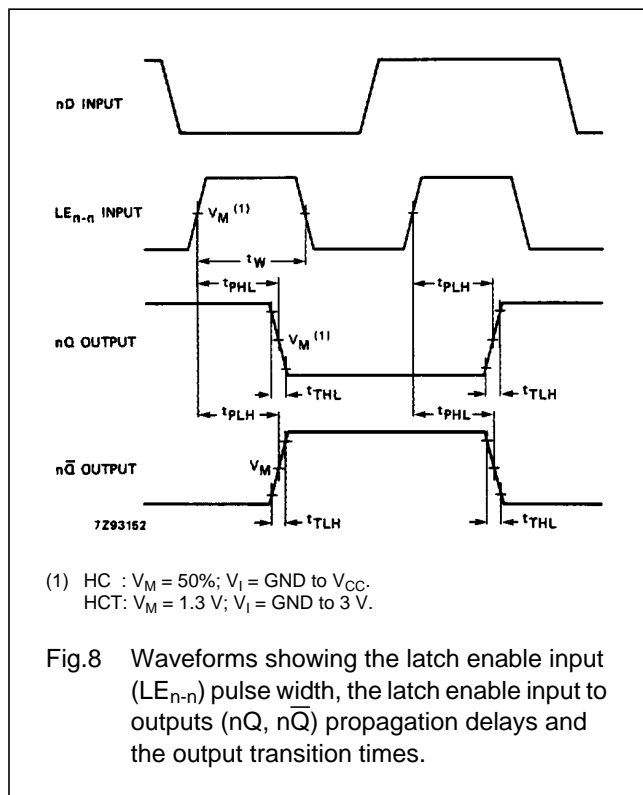 nD INPUT
LEn-n INPUT
VM (1)
tW
tPHL
tPLH
nQ OUTPUT
VM (1)
tTHL
tTLH
tPLH
tPHL
nQ̅ OUTPUT
VM
tTLH
tTHL
7Z93152
(1) HC : VM = 50%; VI = GND to VCC.
HCT: VM = 1.3 V; VI = GND to 3 V.
Fig.8 Waveforms showing the latch enable input
(LEn-n) pulse width, the latch enable input to
outputs (nQ, nQ̅) propagation delays and
the output transition times.